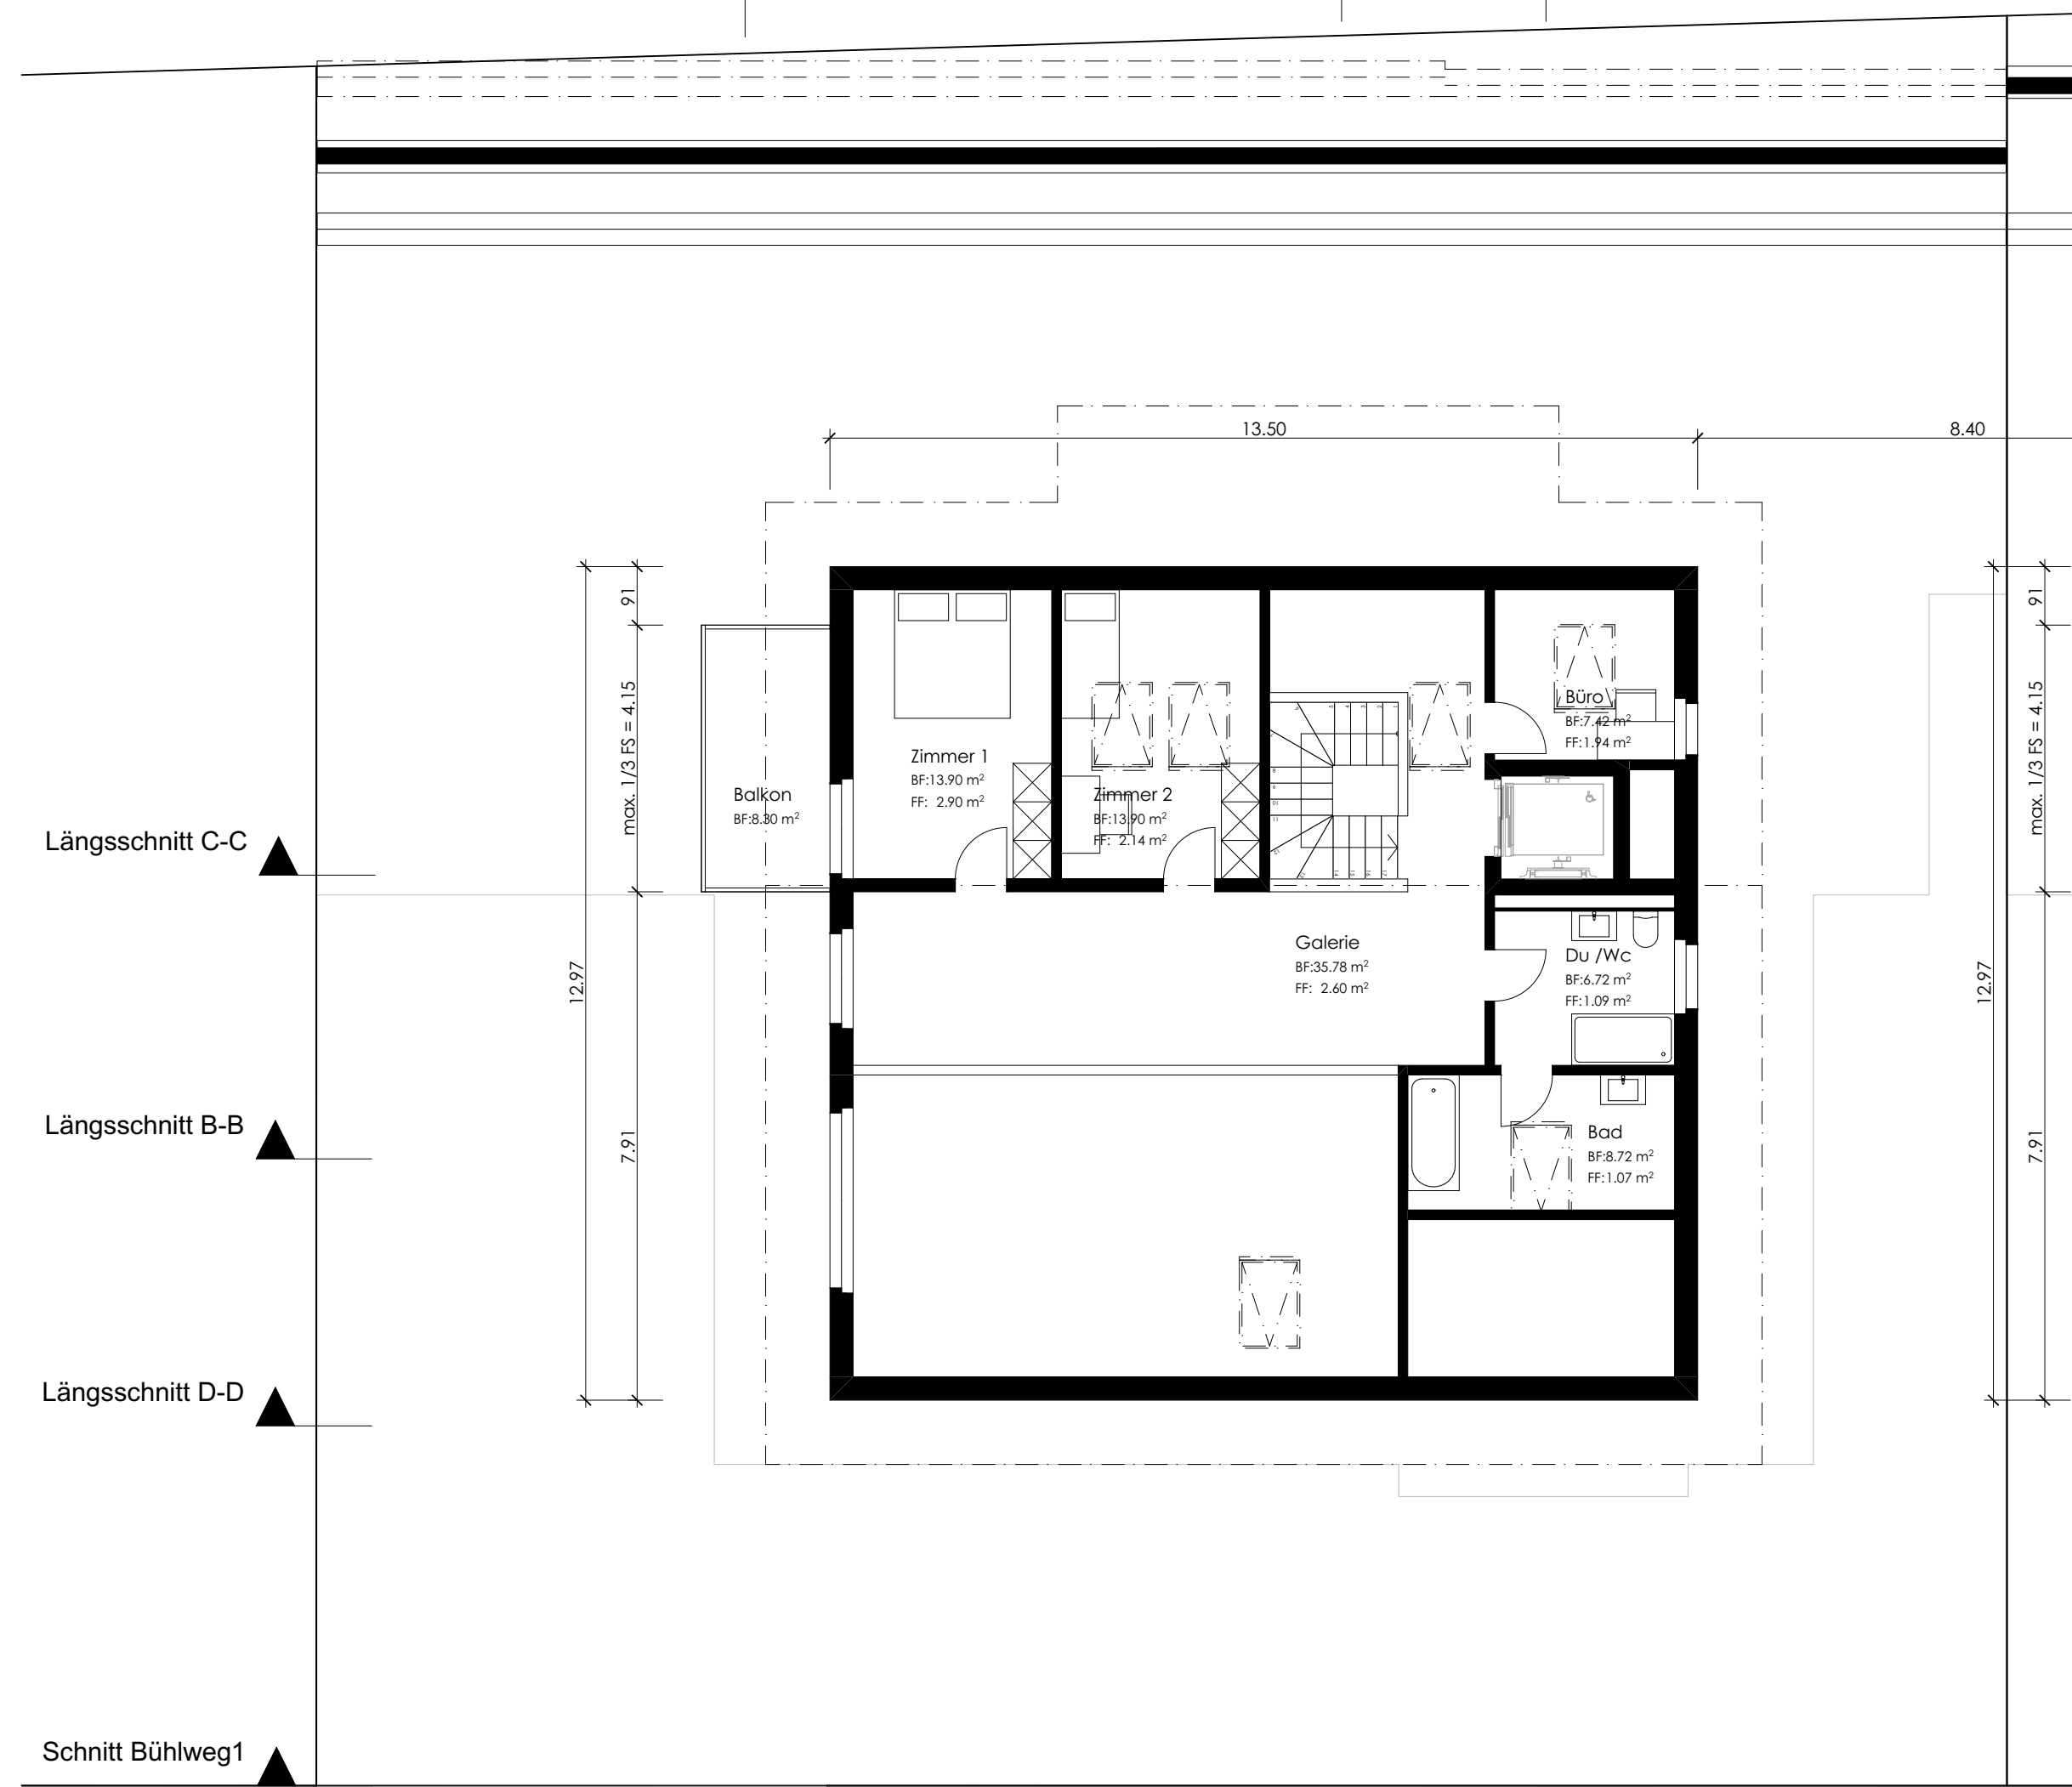 13.50
8.40
91
91
max. 1/3 FS = 4.15
max. 1/3 FS = 4.15
12.97
12.97
7.91
7.91
Büro
BF:7.42 m²
FF:1.94 m²
Zimmer 1
BF:13.90 m²
FF: 2.90 m²
Balkon
BF:8.30 m²
Zimmer 2
BF:13.90 m²
FF: 2.14 m²
Längsschnitt C-C
Galerie
BF:35.78 m²
FF: 2.60 m²
Du /Wc
BF:6.72 m²
FF:1.09 m²
Längsschnitt B-B
Bad
BF:8.72 m²
FF:1.07 m²
Längsschnitt D-D
Schnitt Bühlweg1